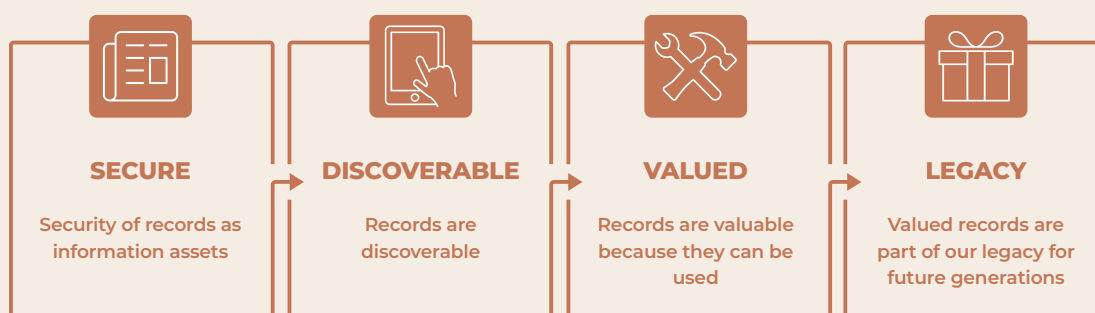 SECURE
Security of records as
information assets
DISCOVERABLE
Records are
discoverable
VALUED
Records are valuable
because they can be
used
LEGACY
Valued records are
part of our legacy for
future generations